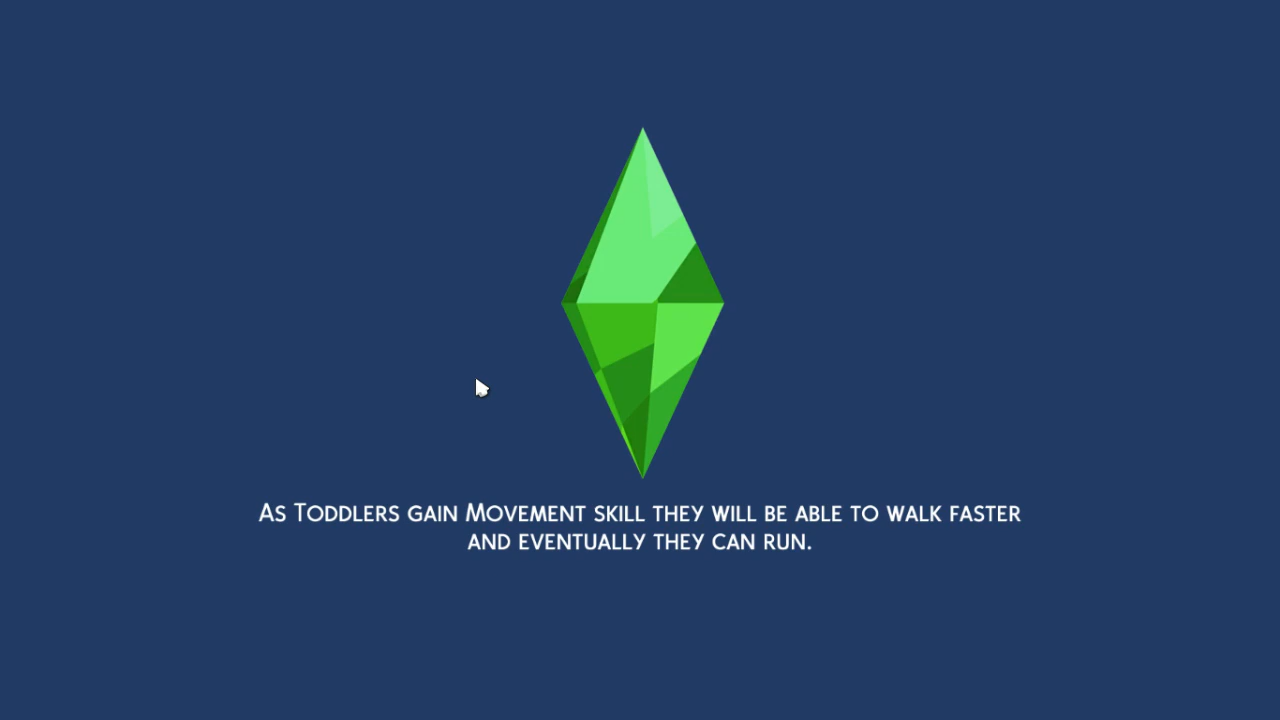 As Toddlers gain Movement skill they will be able to walk faster
and eventually they can run.